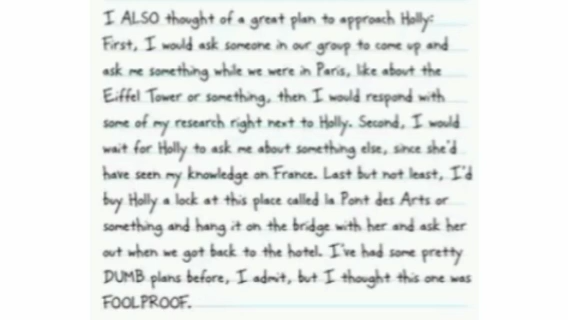 I ALSO thought of a great plan to approach Holly:
First, I would ask someone in our group to come up and
ask me something while we were in Paris, like about the
Eiffel Tower or something, then I would respond with
some of my research right next to Holly. Second, I would
wait for Holly to ask me about something else, since she'd
have seen my knowledge on France. Last but not least, I'd
buy Holly a lock at this place called la Pont des Arts or
something and hang it on the bridge with her and ask her
out when we got back to the hotel. I've had some pretty
DUMB plans before, I admit, but I thought this one was
FOOLPROOF.